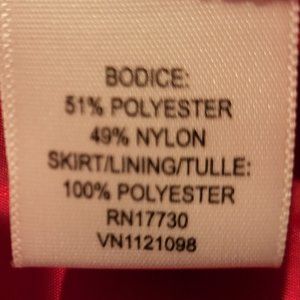 BODICE:
51% POLYESTER
49% NYLON
SKIRT/LINING/TULLE:
100% POLYESTER
RN17730
VN1121098